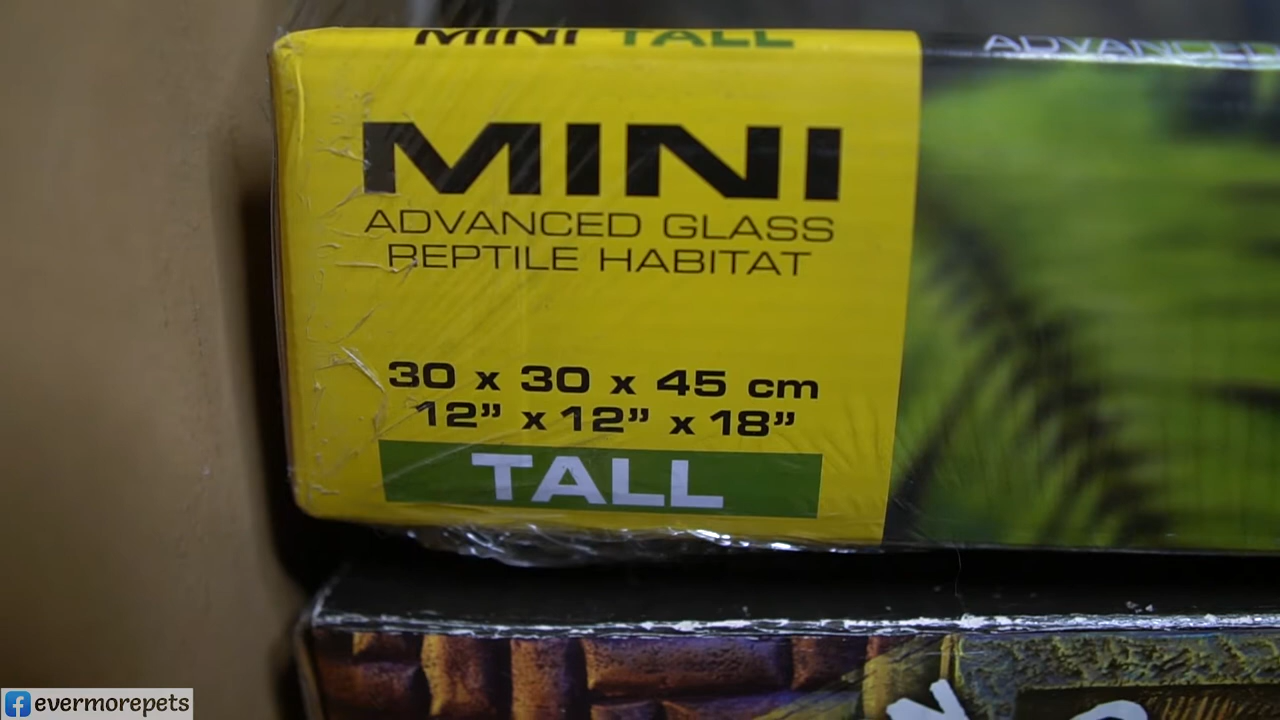 MINI TALL
ADVANCED
MINI
ADVANCED GLASS
REPTILE HABITAT
30 x 30 x 45 cm
12” x 12” x 18”
TALL
evermorepets